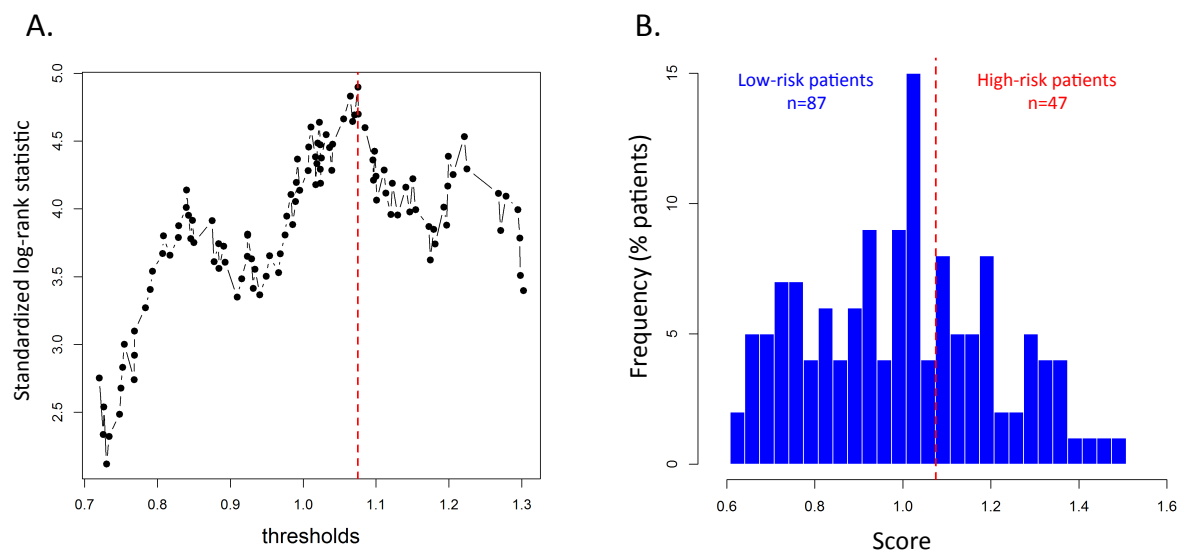 A.
Standardized log-rank statistic
5.0
4.5
4.0
3.5
3.0
2.5
0.7 0.8 0.9 1.0 1.1 1.2 1.3
thresholds
B.
Low-risk patients
n=87
High-risk patients
n=47
Frequency (% patients)
15
10
5
0
0.6 0.8 1.0 1.2 1.4 1.6
Score